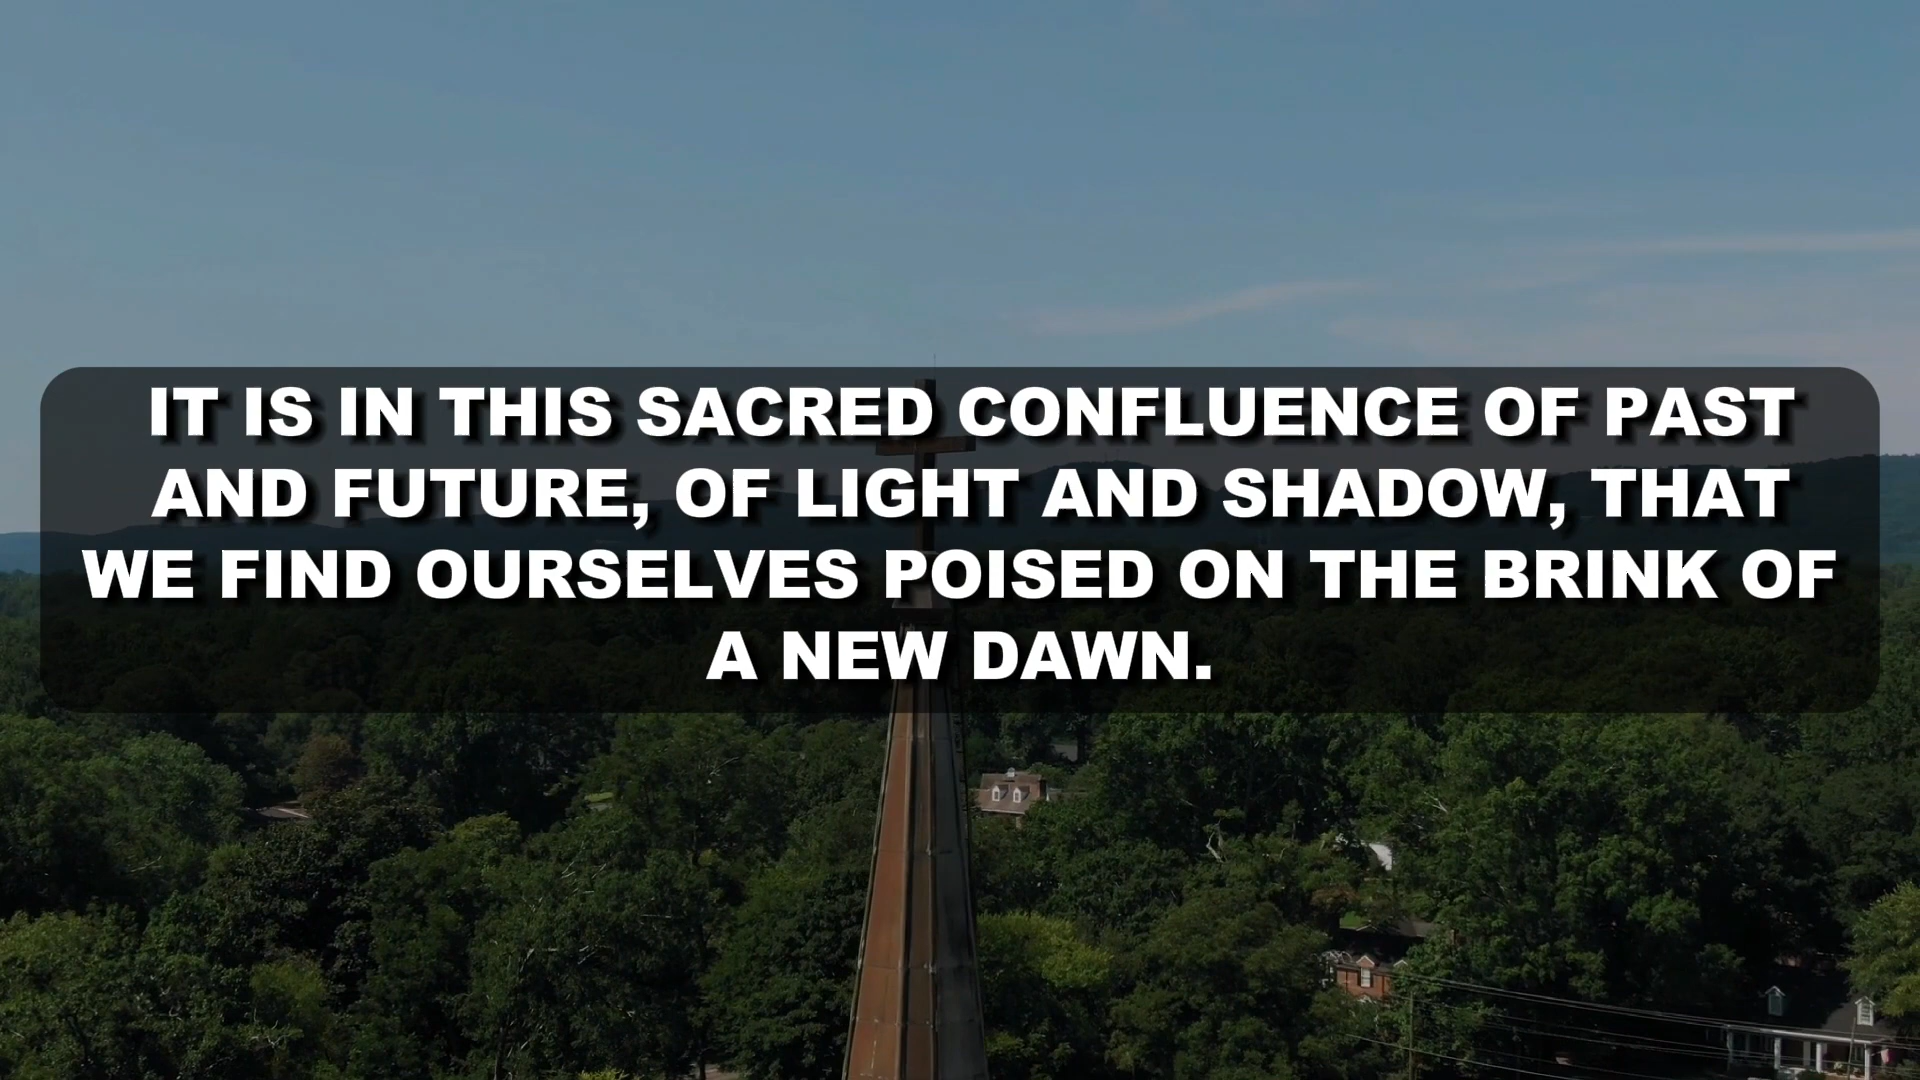 IT IS IN THIS SACRED CONFLUENCE OF PAST
AND FUTURE, OF LIGHT AND SHADOW, THAT
WE FIND OURSELVES POISED ON THE BRINK OF
A NEW DAWN.